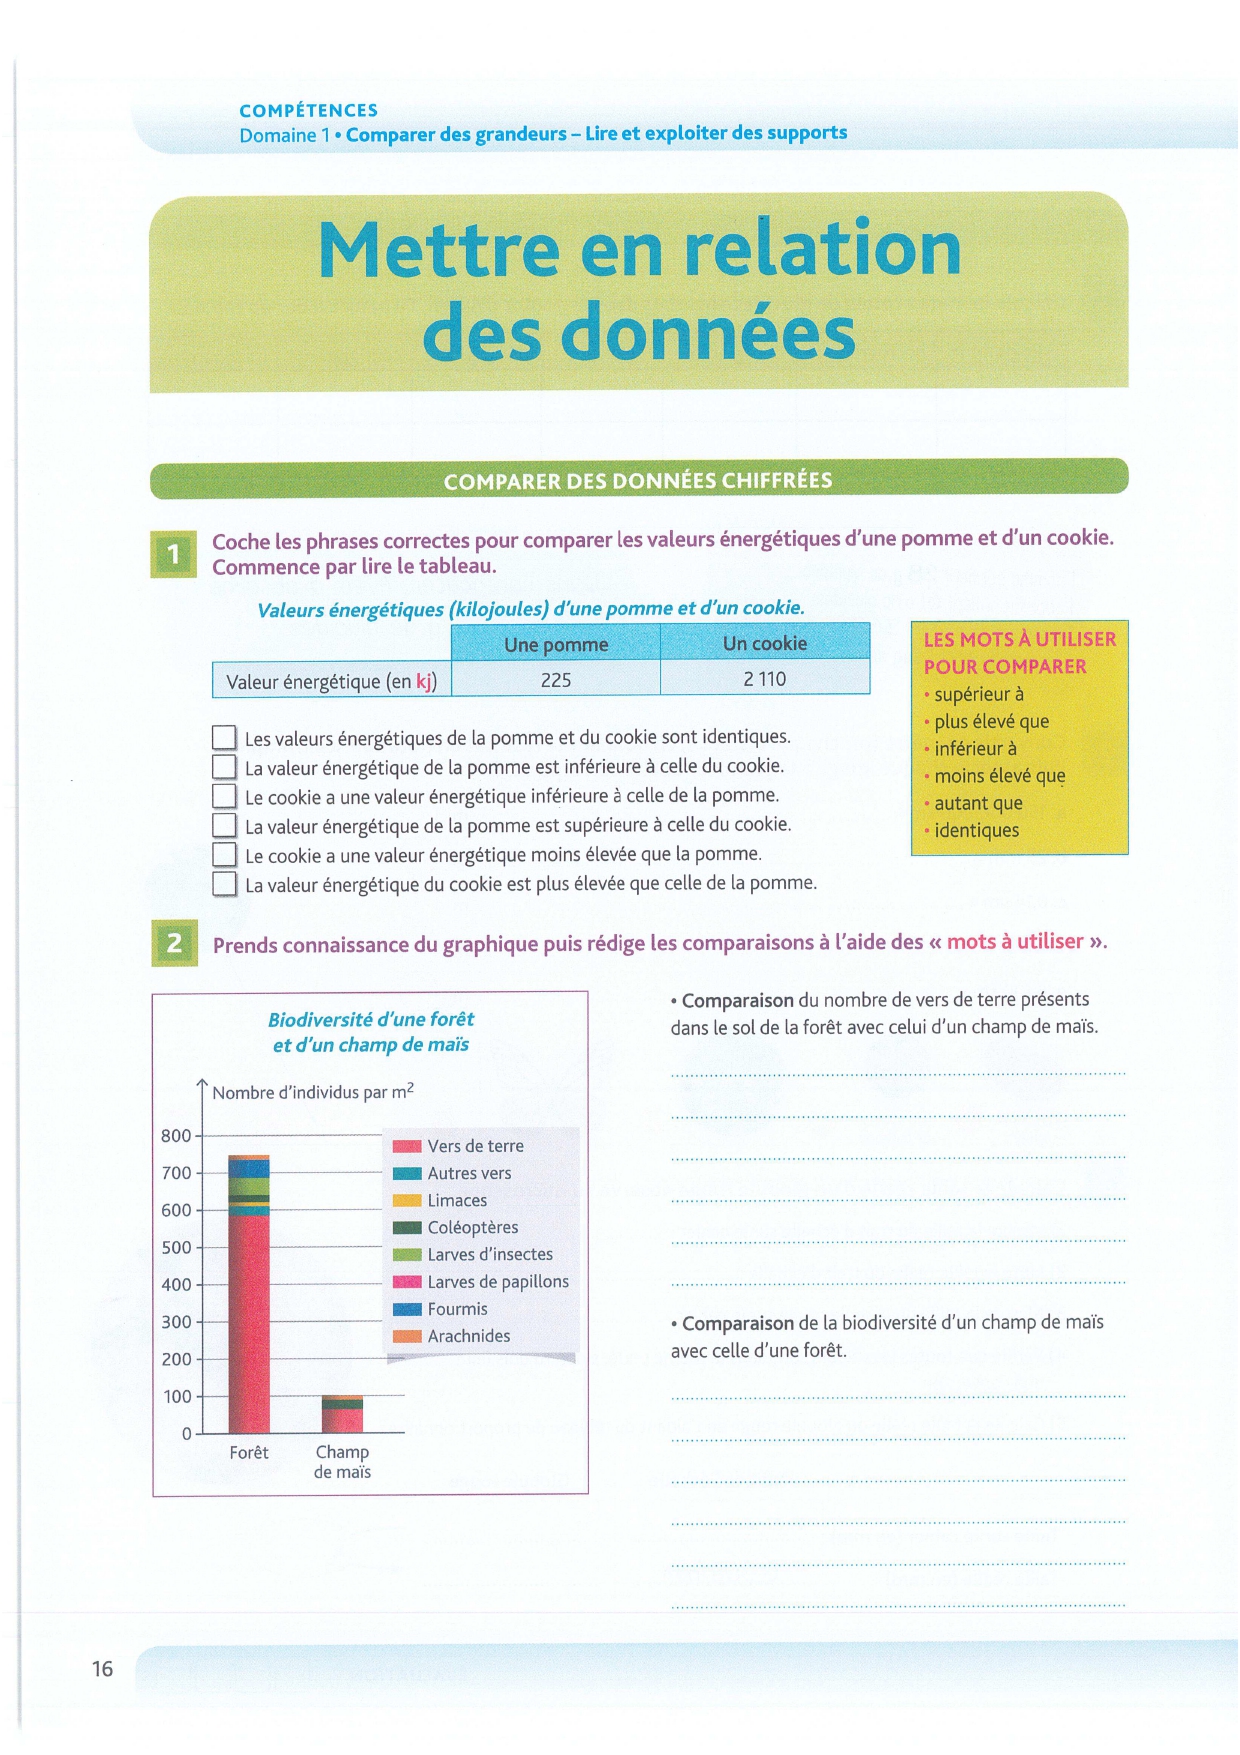 COMPÉTENCES
Domaine 1 • Comparer des grandeurs – Lire et exploiter des supports
Mettre en relation
des données
COMPARER DES DONNÉES CHIFFRÉES
1
Coche les phrases correctes pour comparer les valeurs énergétiques d'une pomme et d'un cookie.
Commence par lire le tableau.
Valeurs énergétiques (kilojoules) d'une pomme et d'un cookie.
Une pomme
Un cookie
Valeur énergétique (en kj)
225
2 110
Les valeurs énergétiques de la pomme et du cookie sont identiques.
La valeur énergétique de la pomme est inférieure à celle du cookie.
Le cookie a une valeur énergétique inférieure à celle de la pomme.
La valeur énergétique de la pomme est supérieure à celle du cookie.
Le cookie a une valeur énergétique moins élevée que la pomme.
La valeur énergétique du cookie est plus élevée que celle de la pomme.
LES MOTS À UTILISER
POUR COMPARER
• supérieur à
• plus élevé que
• inférieur à
• moins élevé que
• autant que
• identiques
2
Prends connaissance du graphique puis rédige les comparaisons à l'aide des « mots à utiliser ».
Biodiversité d'une forêt
et d'un champ de maïs
Nombre d'individus par m²
800
700
600
500
400
300
200
100
0
Forêt
Champ
de maïs
Vers de terre
Autres vers
Limaces
Coléoptères
Larves d'insectes
Larves de papillons
Fourmis
Arachnides
• Comparaison du nombre de vers de terre présents
dans le sol de la forêt avec celui d'un champ de maïs.
• Comparaison de la biodiversité d'un champ de maïs
avec celle d'une forêt.
16